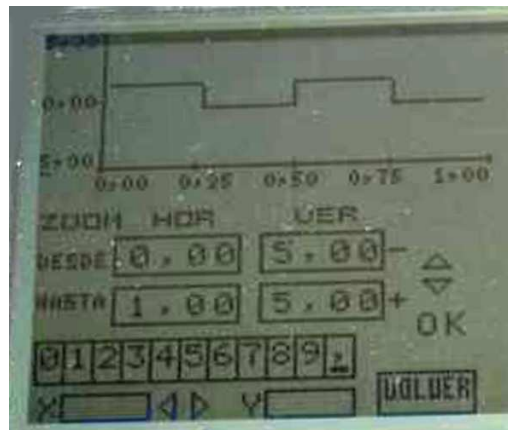 5,00
0,00
5,00
0,00 0,25 0,50 0,75 1,00
ZOOM HOR VER
DESDE 0,00 5,00 -
HASTA 1,00 5,00 +
OK
0 1 2 3 4 5 6 7 8 9 ,
X Y VOLVER